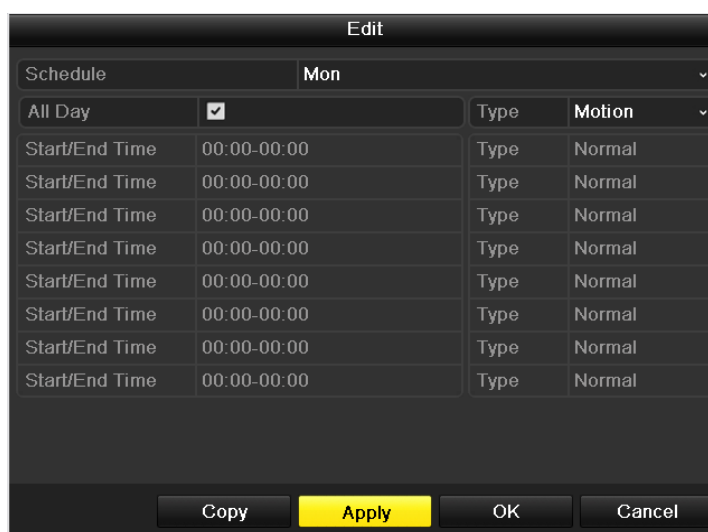 Edit
Schedule Mon
All Day Type Motion
Start/End Time 00:00-00:00 Type Normal
Start/End Time 00:00-00:00 Type Normal
Start/End Time 00:00-00:00 Type Normal
Start/End Time 00:00-00:00 Type Normal
Start/End Time 00:00-00:00 Type Normal
Start/End Time 00:00-00:00 Type Normal
Start/End Time 00:00-00:00 Type Normal
Start/End Time 00:00-00:00 Type Normal
Copy Apply OK Cancel